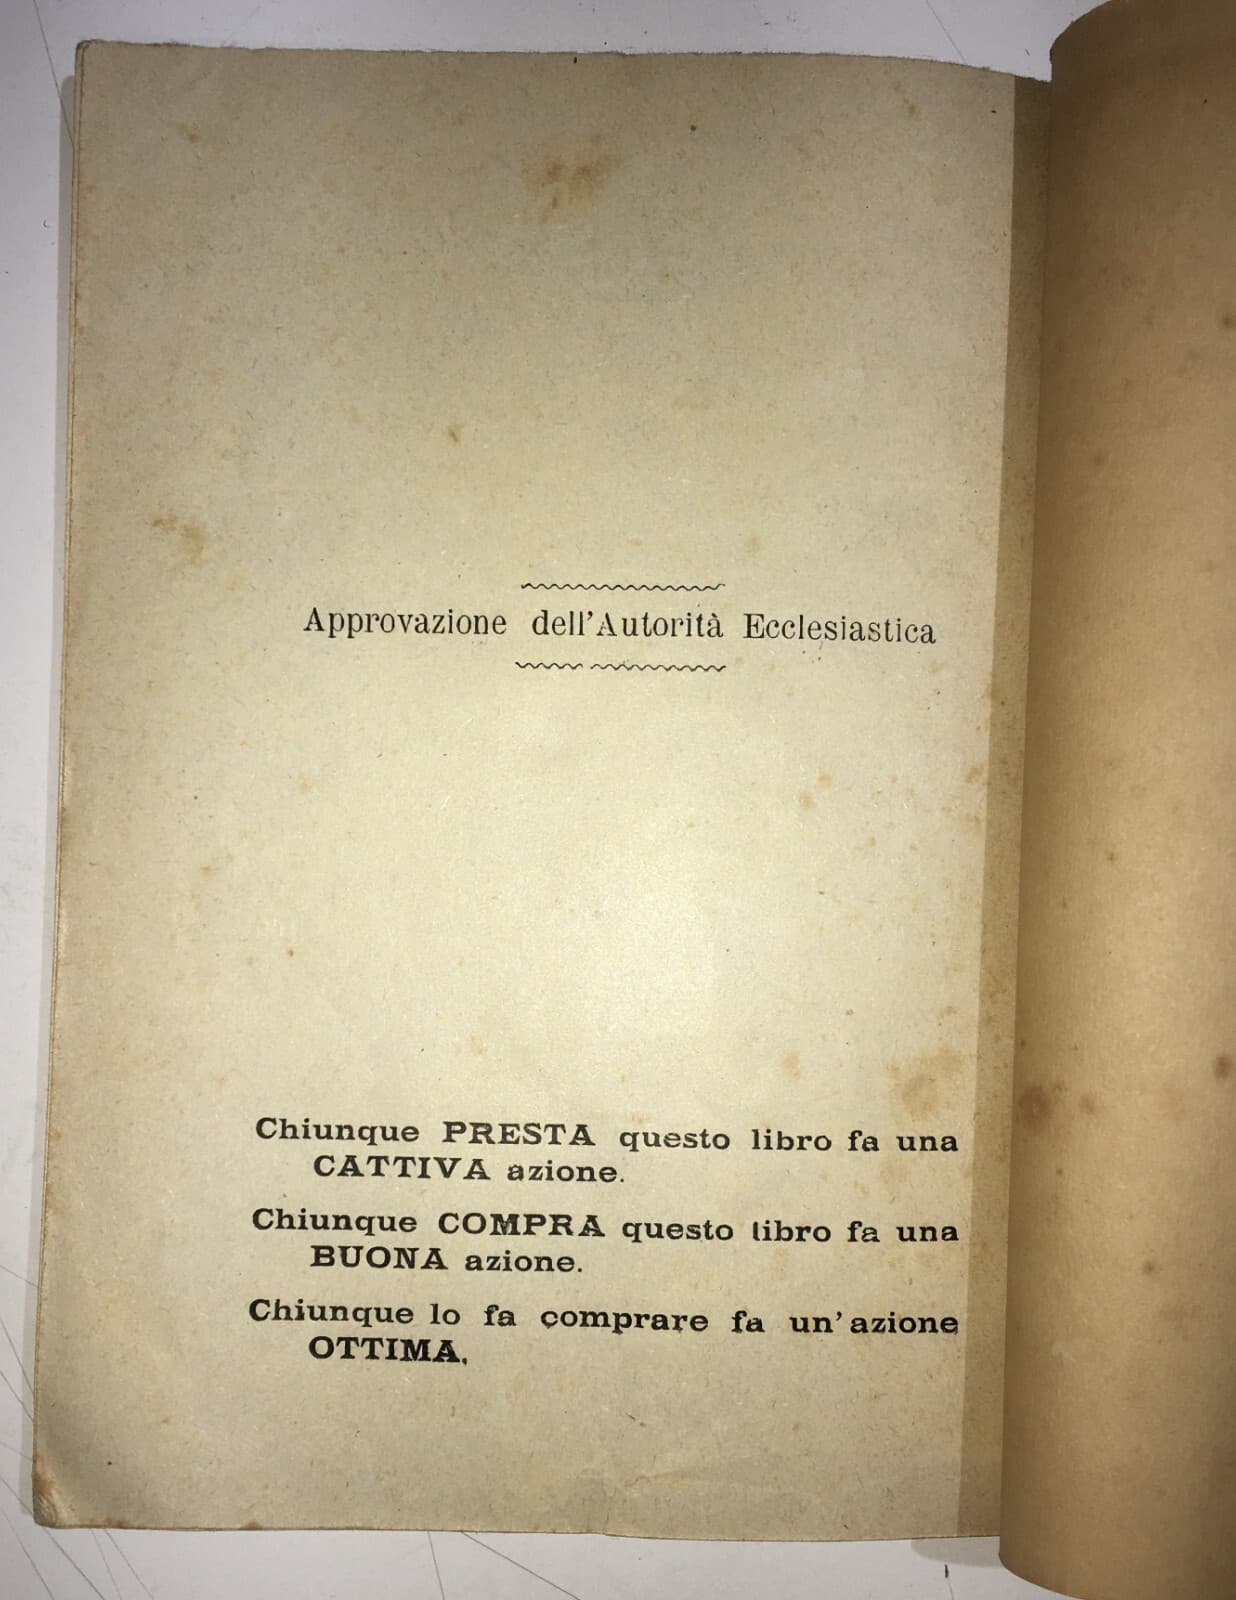 Approvazione dell'Autorità Ecclesiastica
Chiunque PRESTA questo libro fa una
CATTIVA azione.
Chiunque COMPRA questo libro fa una
BUONA azione.
Chiunque lo fa comprare fa un' azione
OTTIMA.